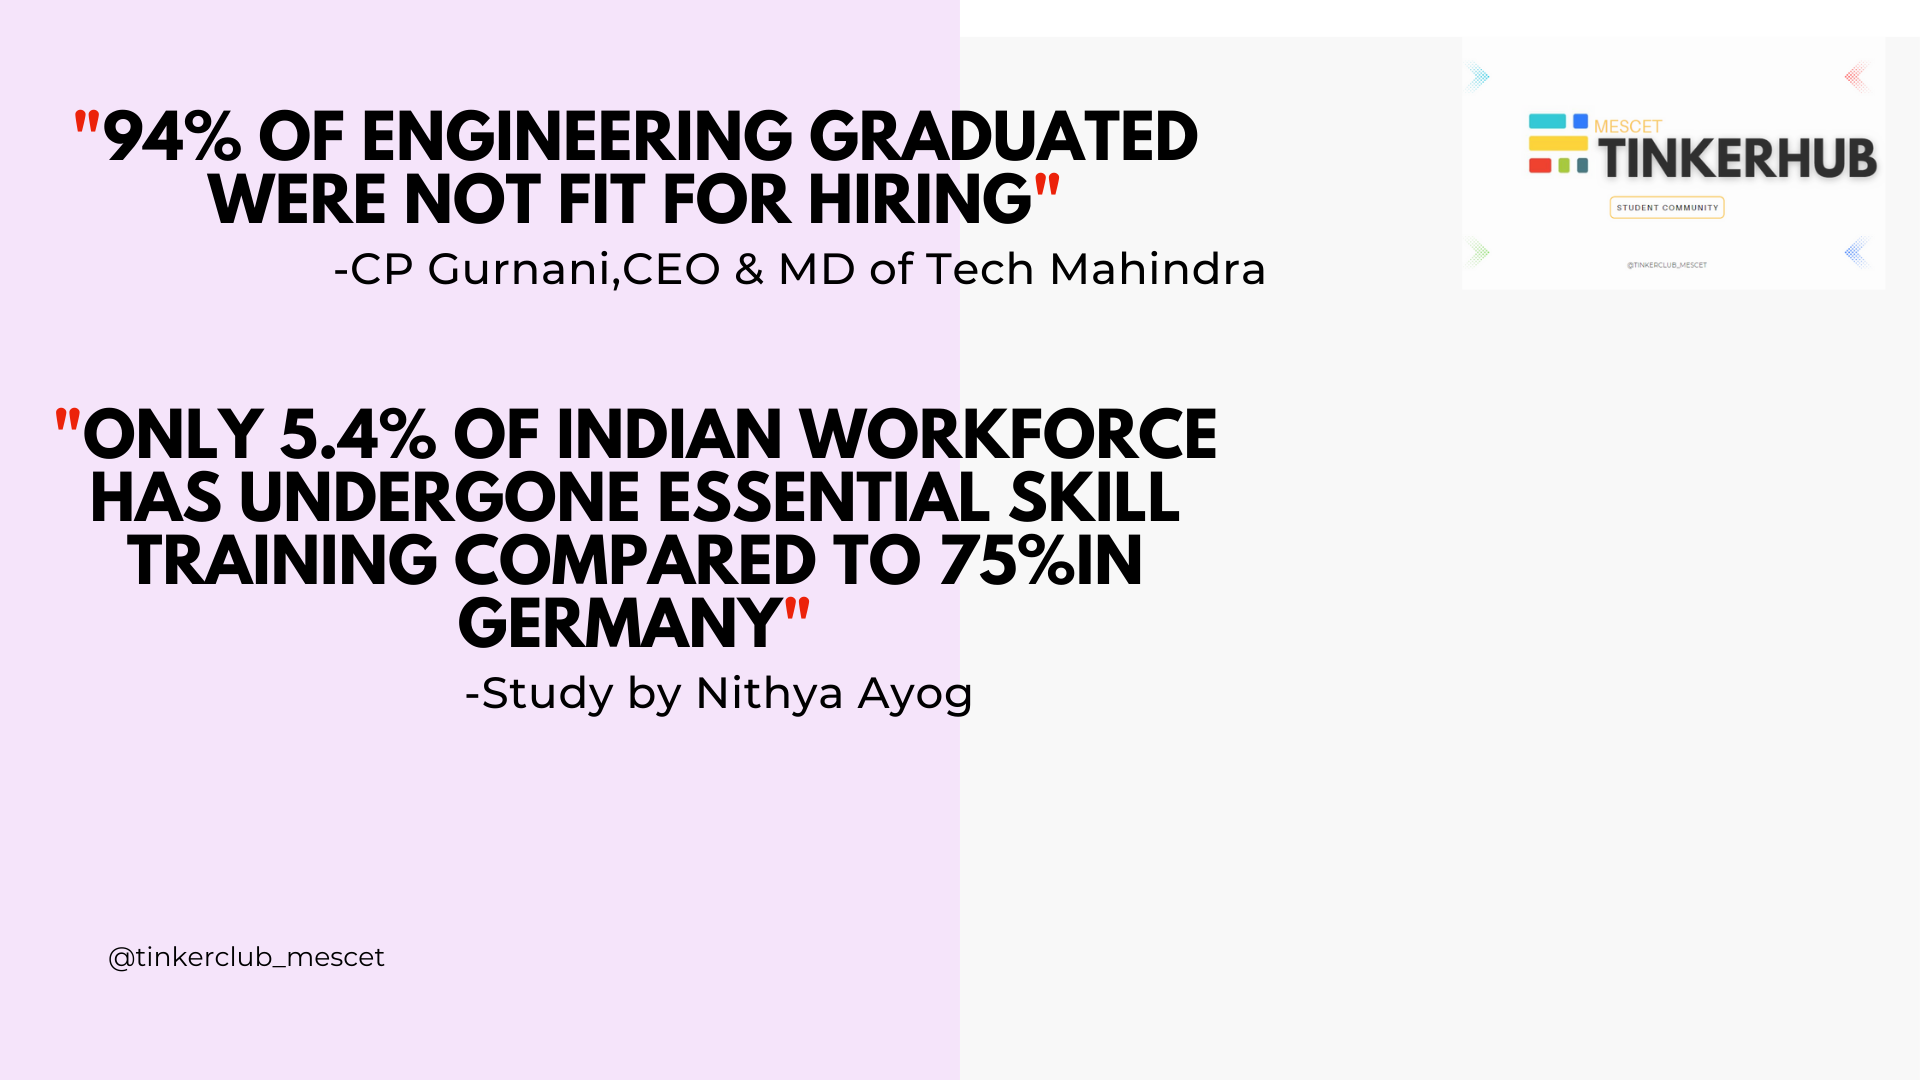 "94% OF ENGINEERING GRADUATED
WERE NOT FIT FOR HIRING"
-CP Gurnani,CEO & MD of Tech Mahindra
MESCET
TINKERHUB
STUDENT COMMUNITY
@TINKERCLUB_MESCET
"ONLY 5.4% OF INDIAN WORKFORCE
HAS UNDERGONE ESSENTIAL SKILL
TRAINING COMPARED TO 75%IN
GERMANY"
-Study by Nithya Ayog
@tinkerclub_mescet